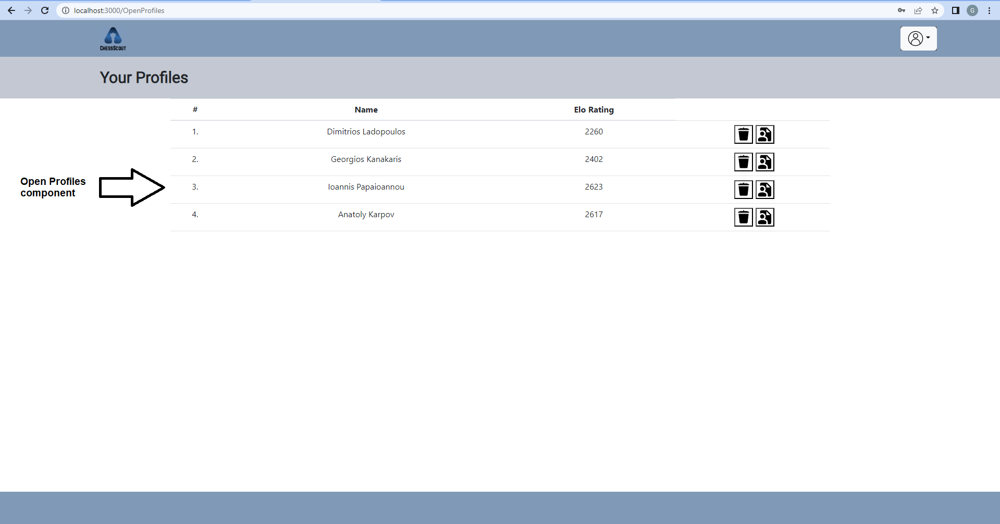 localhost:3000/OpenProfiles
G
ChessScout
Your Profiles
# Name Elo Rating
1. Dimitrios Ladopoulos 2260
2. Georgios Kanakaris 2402
Open Profiles
component
3. Ioannis Papaioannou 2623
4. Anatoly Karpov 2617